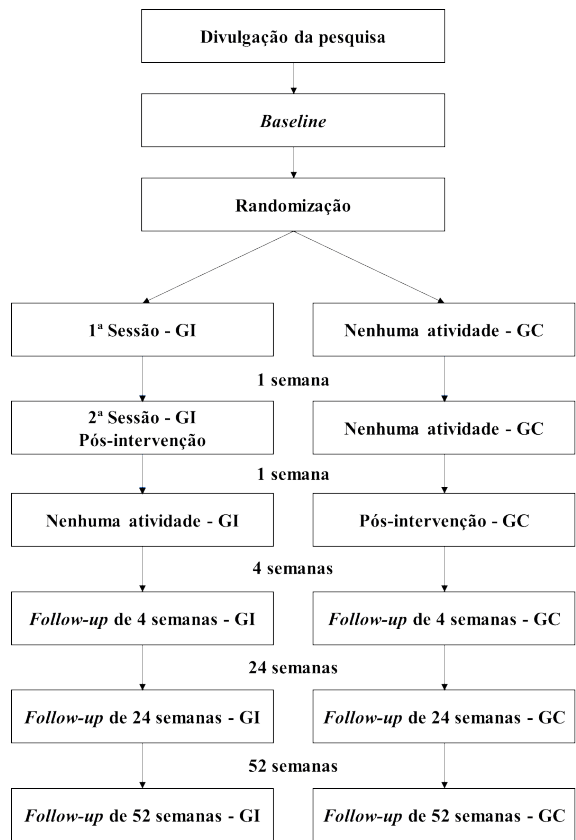 Divulgação da pesquisa
Baseline
Randomização
1ª Sessão - GI
Nenhuma atividade - GC
1 semana
2ª Sessão - GI
Pós-intervenção
Nenhuma atividade - GC
1 semana
Nenhuma atividade - GI
Pós-intervenção - GC
4 semanas
Follow-up de 4 semanas - GI
Follow-up de 4 semanas - GC
24 semanas
Follow-up de 24 semanas - GI
Follow-up de 24 semanas - GC
52 semanas
Follow-up de 52 semanas - GI
Follow-up de 52 semanas - GC